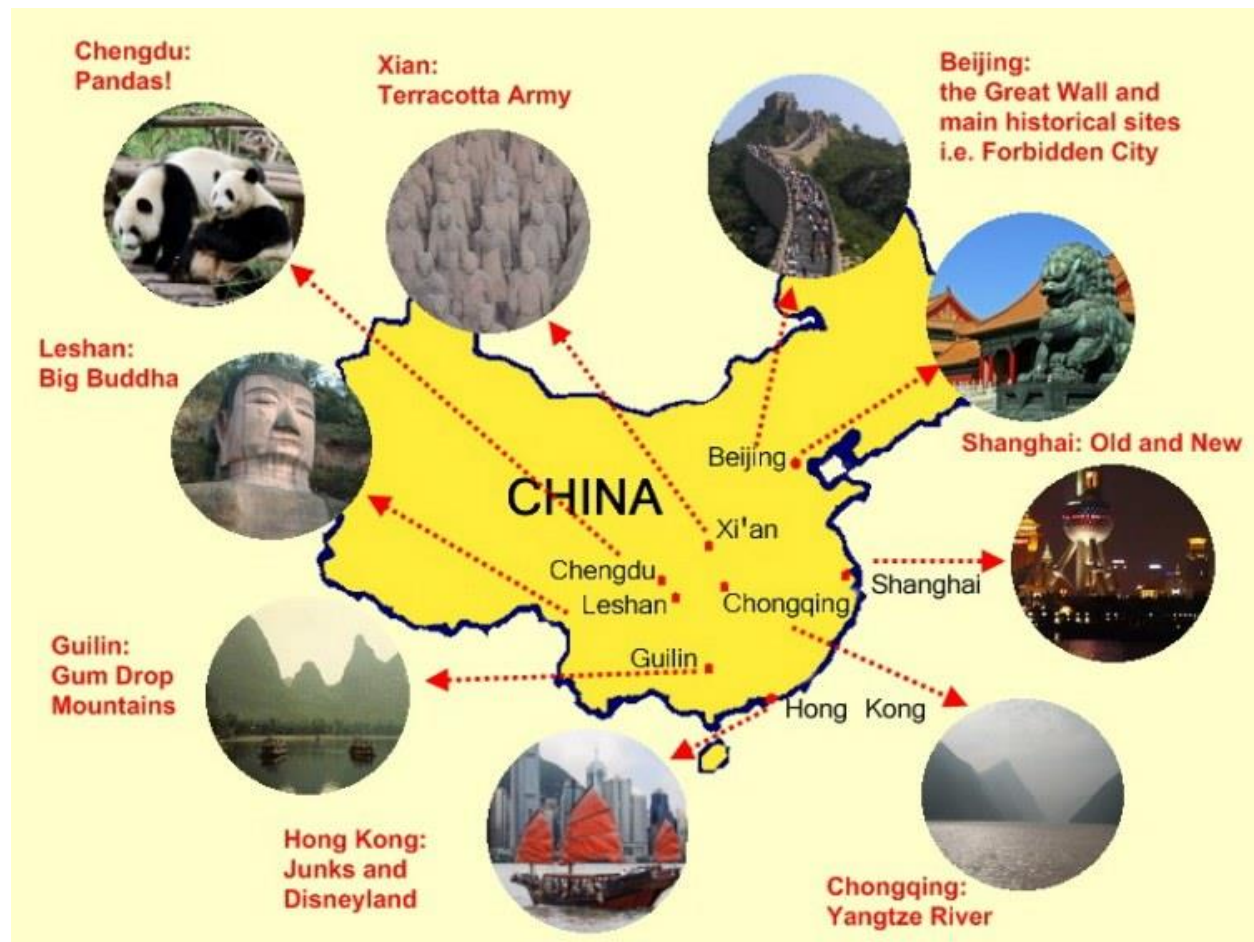 Chengdu:
Pandas!
Xian:
Terracotta Army
Beijing:
the Great Wall and
main historical sites
i.e. Forbidden City
Leshan:
Big Buddha
Shanghai: Old and New
Beijing
CHINA
Xi'an
Chengdu
Leshan
Chongqing
Shanghai
Guilin:
Gum Drop
Mountains
Guilin
Hong Kong
Hong Kong:
Junks and
Disneyland
Chongqing:
Yangtze River